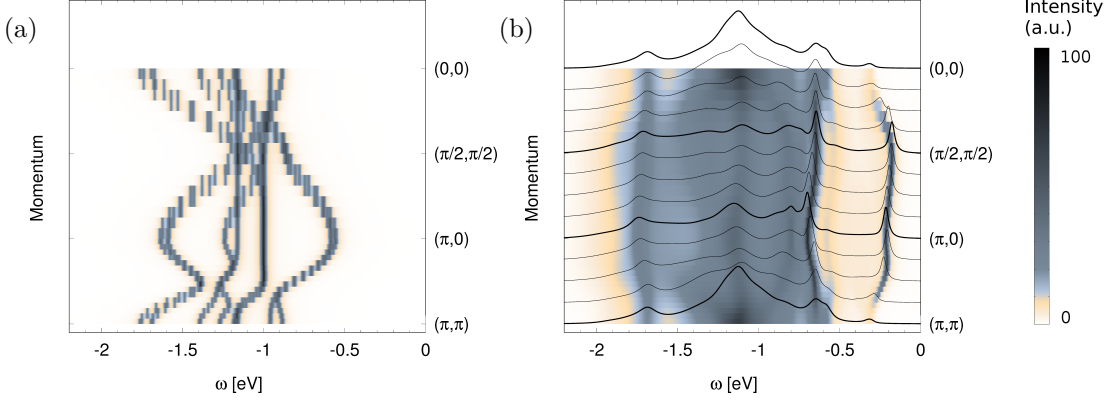 (a)
Momentum
(0,0)
(π/2,π/2)
(π,0)
(π,π)
-2 -1.5 -1 -0.5 0
ω [eV]
(b)
Momentum
(0,0)
(π/2,π/2)
(π,0)
(π,π)
-2 -1.5 -1 -0.5 0
ω [eV]
Intensity
(a.u.)
100
0